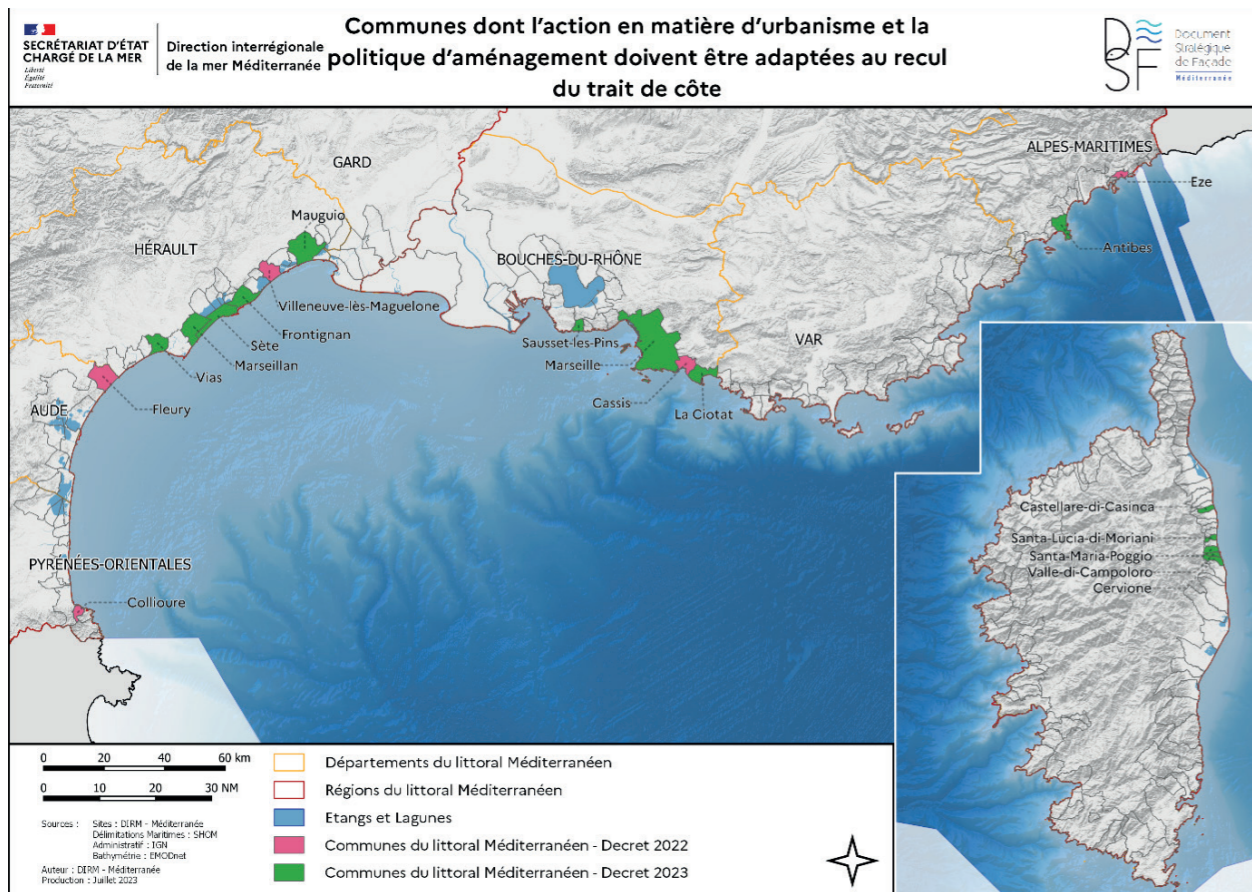 SECRÉTARIAT D'ÉTAT
CHARGÉ DE LA MER
Liberté
Égalité
Fraternité
Direction interrégionale
de la mer Méditerranée
Communes dont l'action en matière d'urbanisme et la
politique d'aménagement doivent être adaptées au recul
du trait de côte
DSF
Document
Stratégique
de Façade
Méditerranée
ALPES-MARITIMES
GARD
Eze
Mauguio
HÉRAULT
Antibes
BOUCHES-DU-RHÔNE
Villeneuve-lès-Maguelone
Frontignan
Sète
Sausset-les-Pins
VAR
Marseillan
Marseille
Vias
Cassis
La Ciotat
Fleury
AUDE
Castellare-di-Casinca
Santa-Lucia-di-Moriani
Santa-Maria-Poggio
Valle-di-Campoloro
Cervione
PYRÉNÉES-ORIENTALES
Collioure
0 20 40 60 km
0 10 20 30 NM
Sources : Sites : DIRM - Méditerranée
Délimitations Maritimes : SHOM
Administratif : IGN
Bathymétrie : EMODnet
Auteur : DIRM - Méditerranée
Production : Juillet 2023
Départements du littoral Méditerranéen
Régions du littoral Méditerranéen
Etangs et Lagunes
Communes du littoral Méditerranéen - Decret 2022
Communes du littoral Méditerranéen - Decret 2023